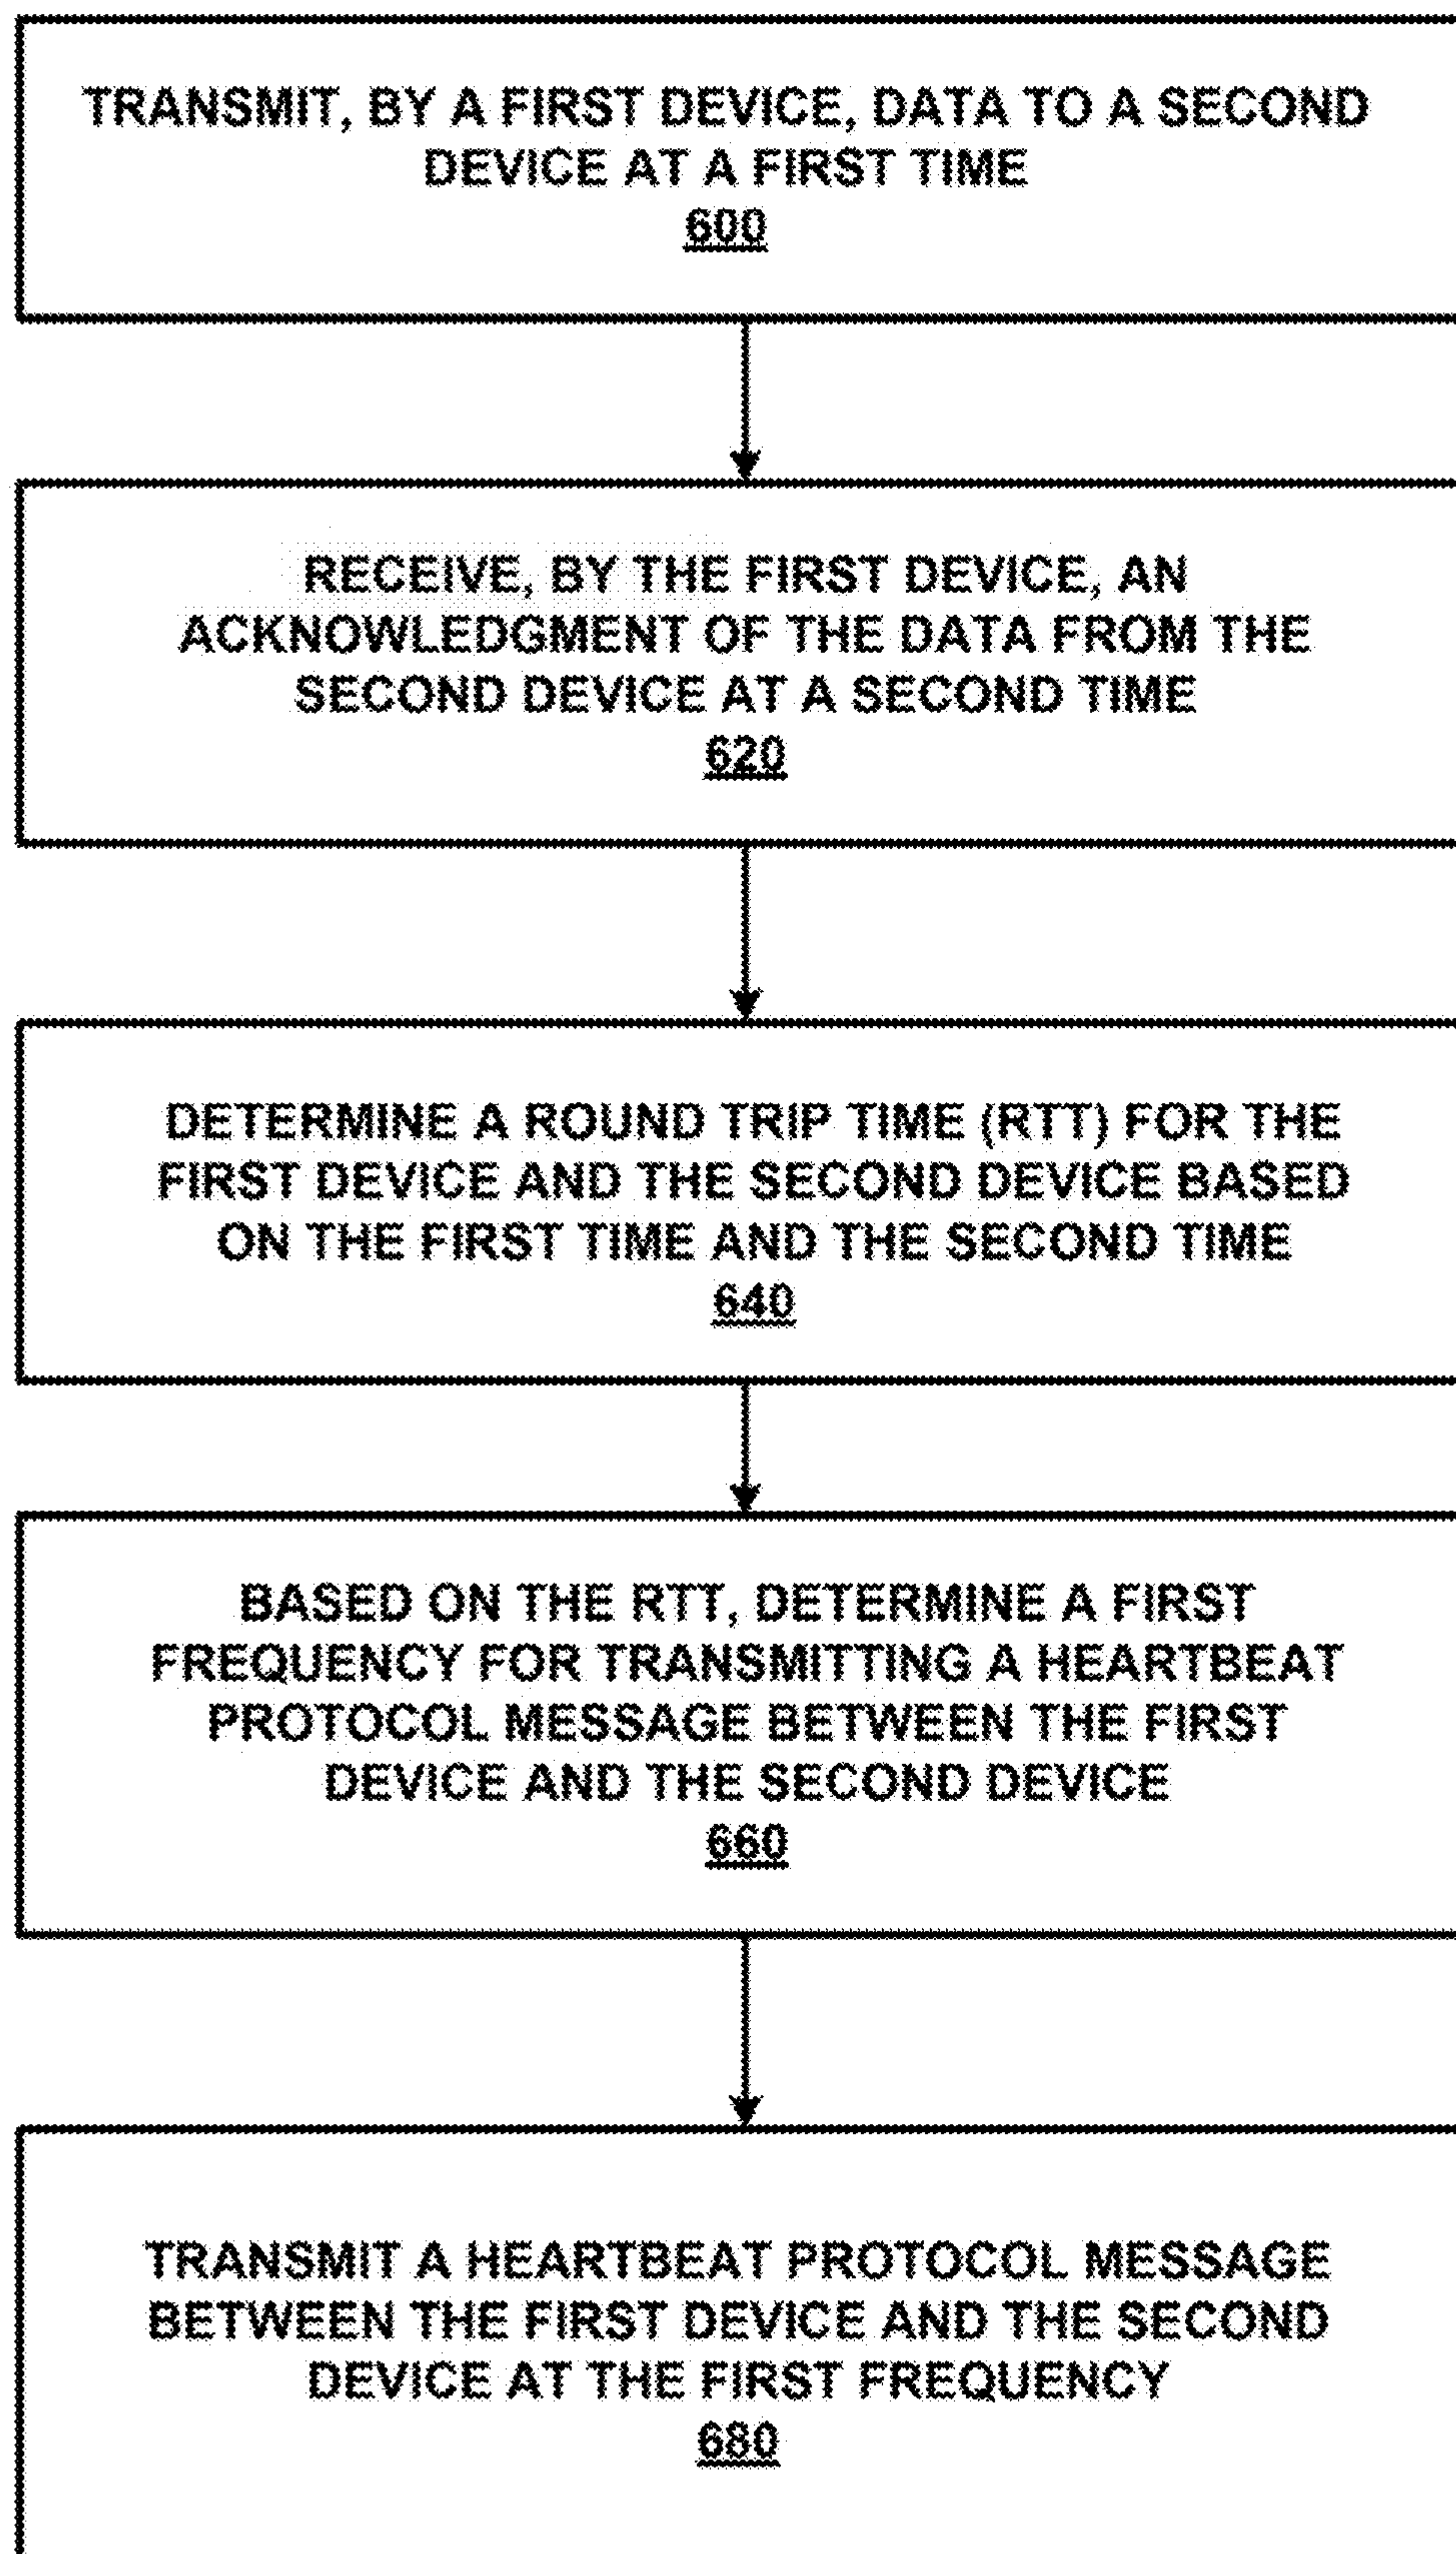 TRANSMIT, BY A FIRST DEVICE, DATA TO A SECOND
DEVICE AT A FIRST TIME
600
RECEIVE, BY THE FIRST DEVICE, AN
ACKNOWLEDGMENT OF THE DATA FROM THE
SECOND DEVICE AT A SECOND TIME
620
DETERMINE A ROUND TRIP TIME (RTT) FOR THE
FIRST DEVICE AND THE SECOND DEVICE BASED
ON THE FIRST TIME AND THE SECOND TIME
640
BASED ON THE RTT, DETERMINE A FIRST
FREQUENCY FOR TRANSMITTING A HEARTBEAT
PROTOCOL MESSAGE BETWEEN THE FIRST
DEVICE AND THE SECOND DEVICE
660
TRANSMIT A HEARTBEAT PROTOCOL MESSAGE
BETWEEN THE FIRST DEVICE AND THE SECOND
DEVICE AT THE FIRST FREQUENCY
680